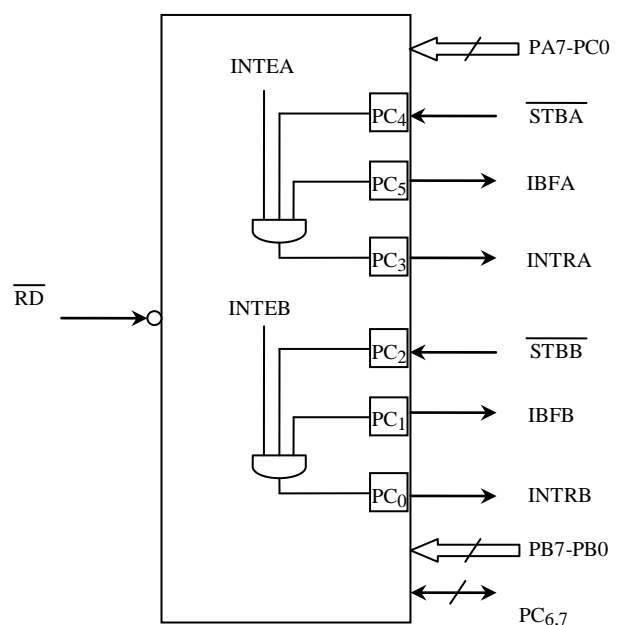 PA7-PC0
INTEA
PC4
STBA
PC5
IBFA
PC3
INTRA
RD
INTEB
PC2
STBB
PC1
IBFB
PC0
INTRB
PB7-PB0
PC6,7